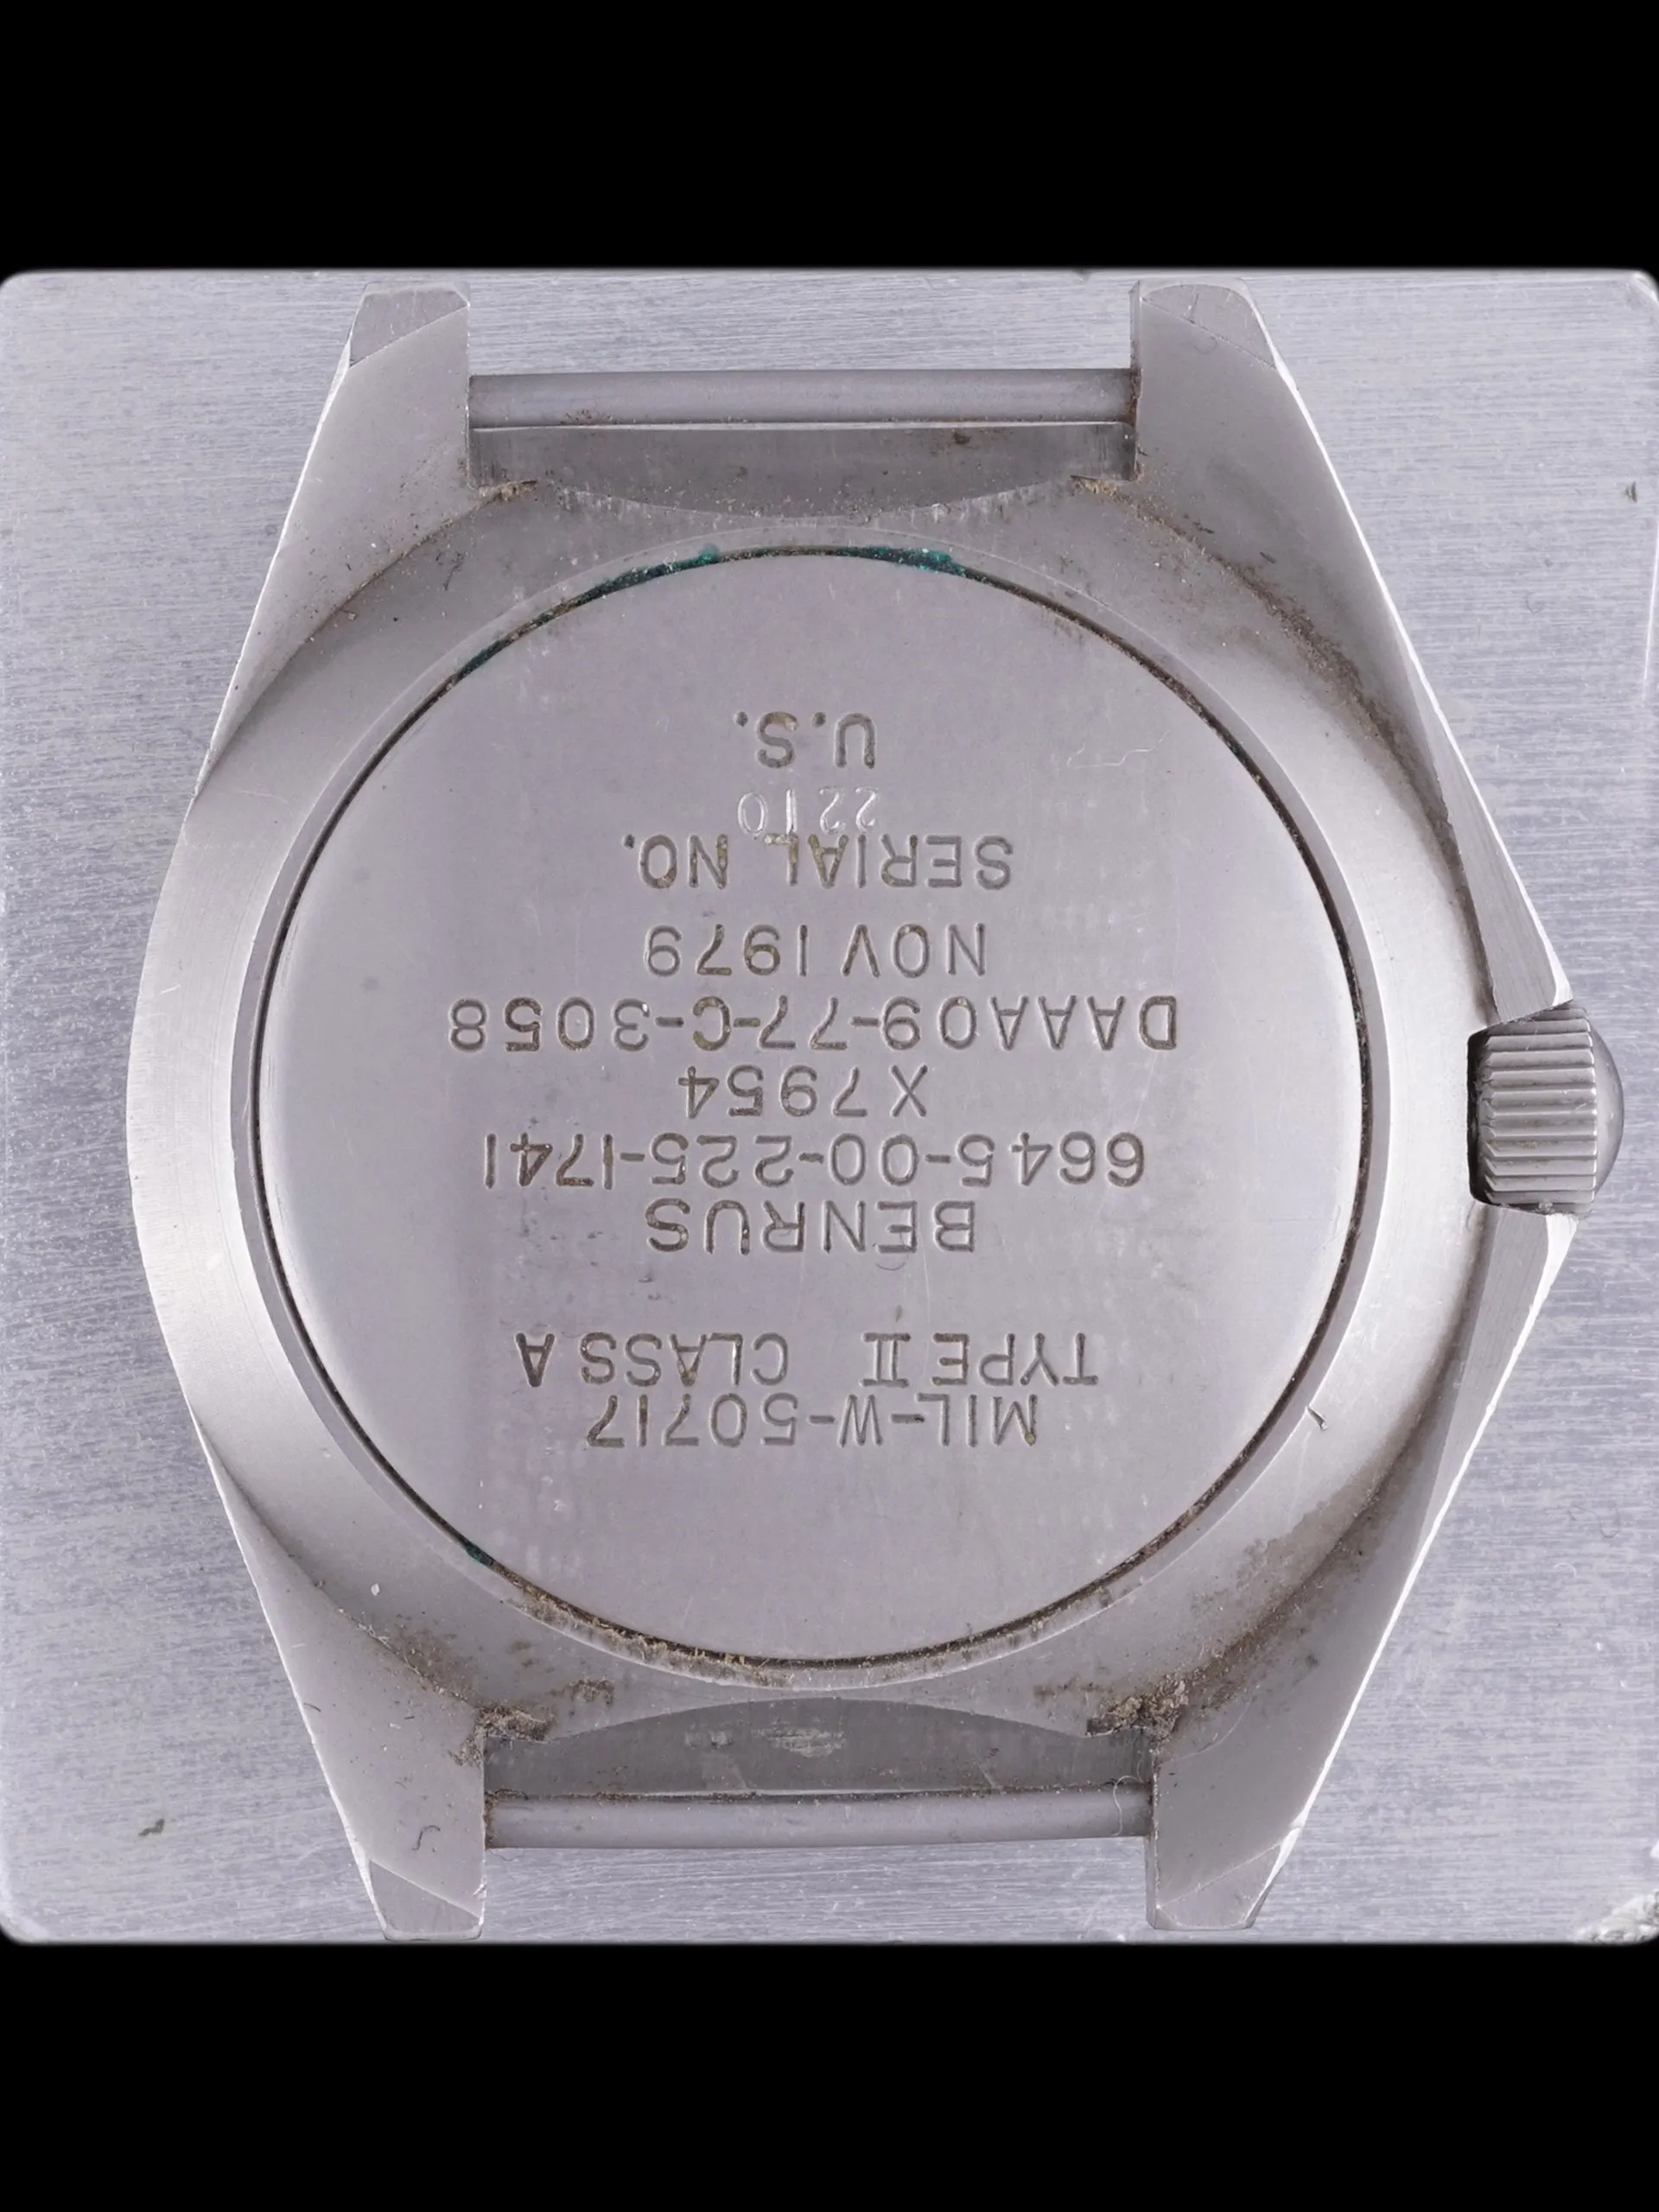 MIL-W-50717
TYPE II CLASS A
BENRUS
6645-00-225-1741
X7954
DAAA09-77-C-3058
NOV 1979
SERIAL NO.
2210
U.S.